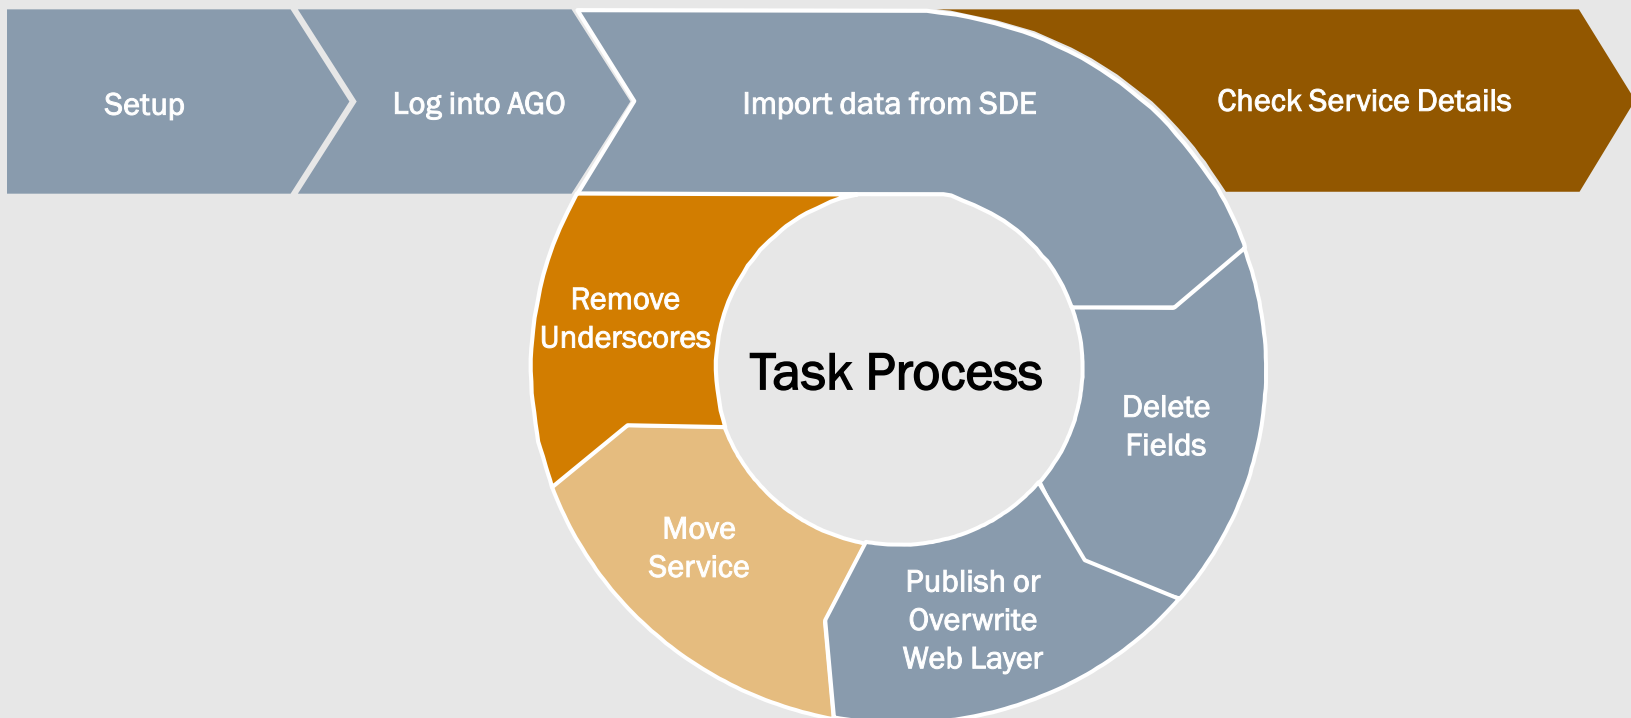 Setup
Log into AGO
Import data from SDE
Check Service Details
Remove
Underscores
Task Process
Delete
Fields
Move
Service
Publish or
Overwrite
Web Layer